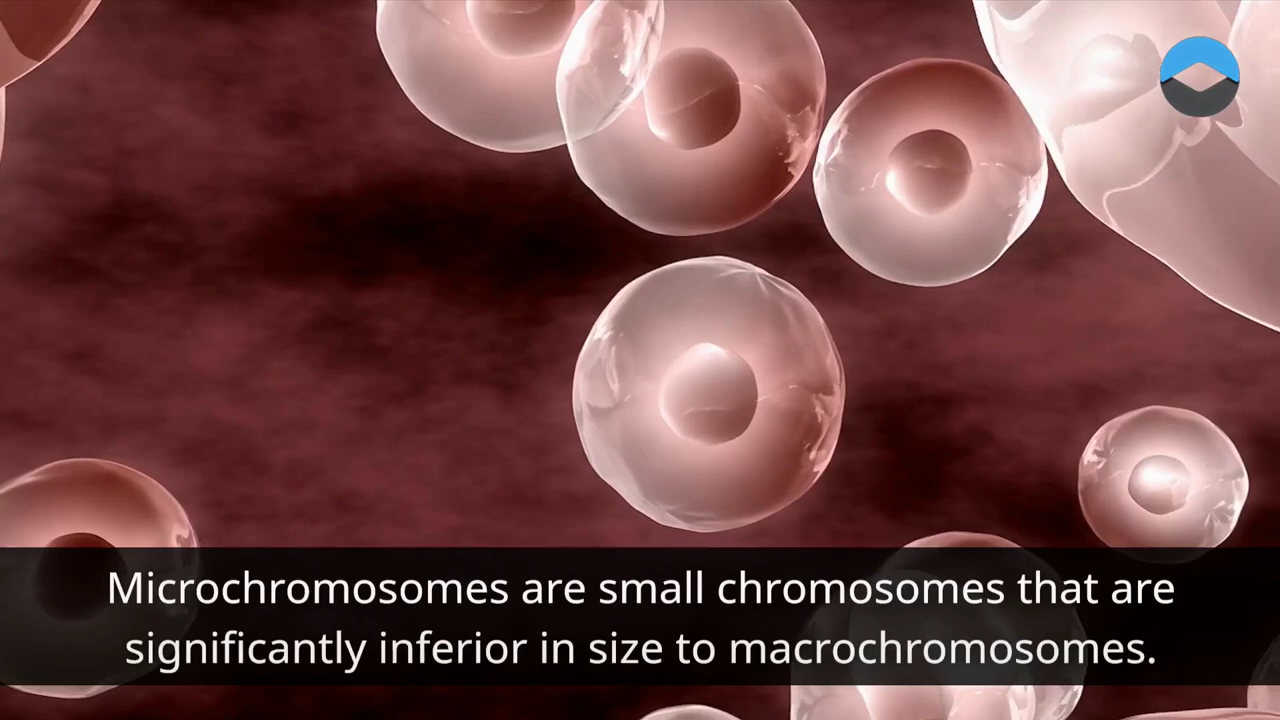 Microchromosomes are small chromosomes that are
significantly inferior in size to macrochromosomes.